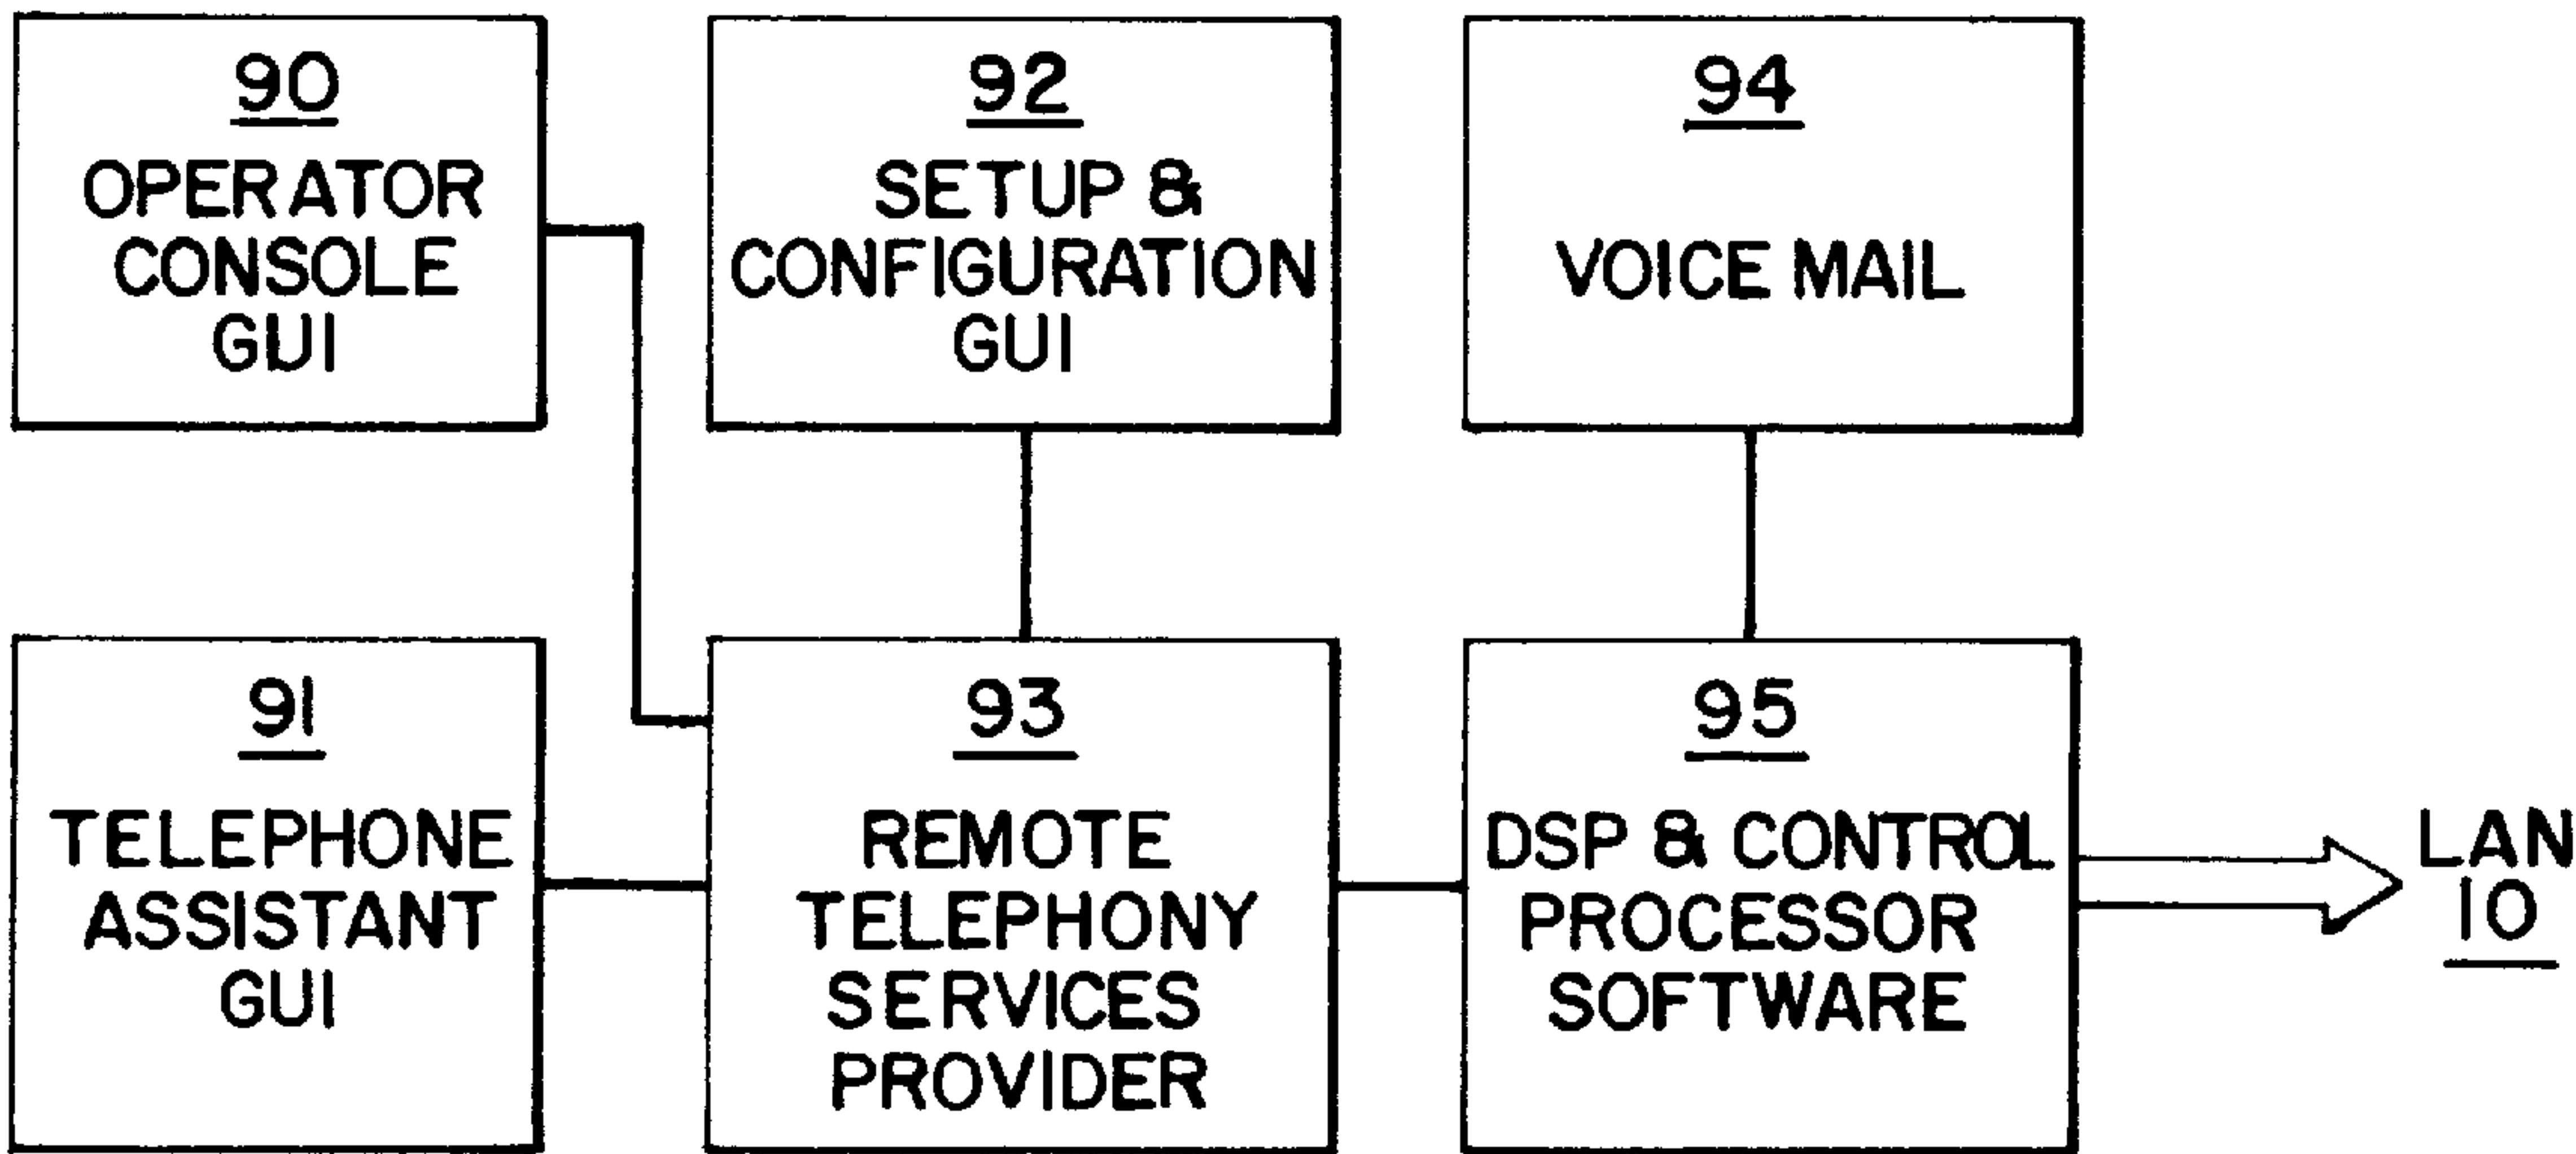 90
OPERATOR
CONSOLE
GUI
92
SETUP &
CONFIGURATION
GUI
94
VOICE MAIL
91
TELEPHONE
ASSISTANT
GUI
93
REMOTE
TELEPHONY
SERVICES
PROVIDER
95
DSP & CONTROL
PROCESSOR
SOFTWARE
LAN
10